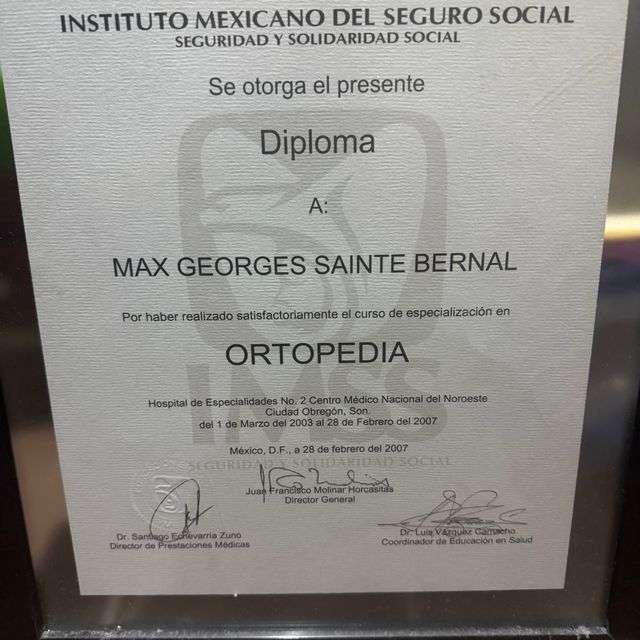 INSTITUTO MEXICANO DEL SEGURO SOCIAL
SEGURIDAD Y SOLIDARIDAD SOCIAL
Se otorga el presente
Diploma
A:
MAX GEORGES SAINTE BERNAL
Por haber realizado satisfactoriamente el curso de especialización en
ORTOPEDIA
IMSS
Hospital de Especialidades No. 2 Centro Médico Nacional del Noroeste
Ciudad Obregón, Son.
del 1 de Marzo del 2003 al 28 de Febrero del 2007
México, D.F., a 28 de febrero del 2007
SEGURIDAD Y SOLIDARIDAD SOCIAL
Juan Francisco Molinar Horcasitas
Director General
Dr. Santiago Echevarría Zuno
Director de Prestaciones Médicas
Dr. Luis Vázquez Camacho
Coordinador de Educación en Salud